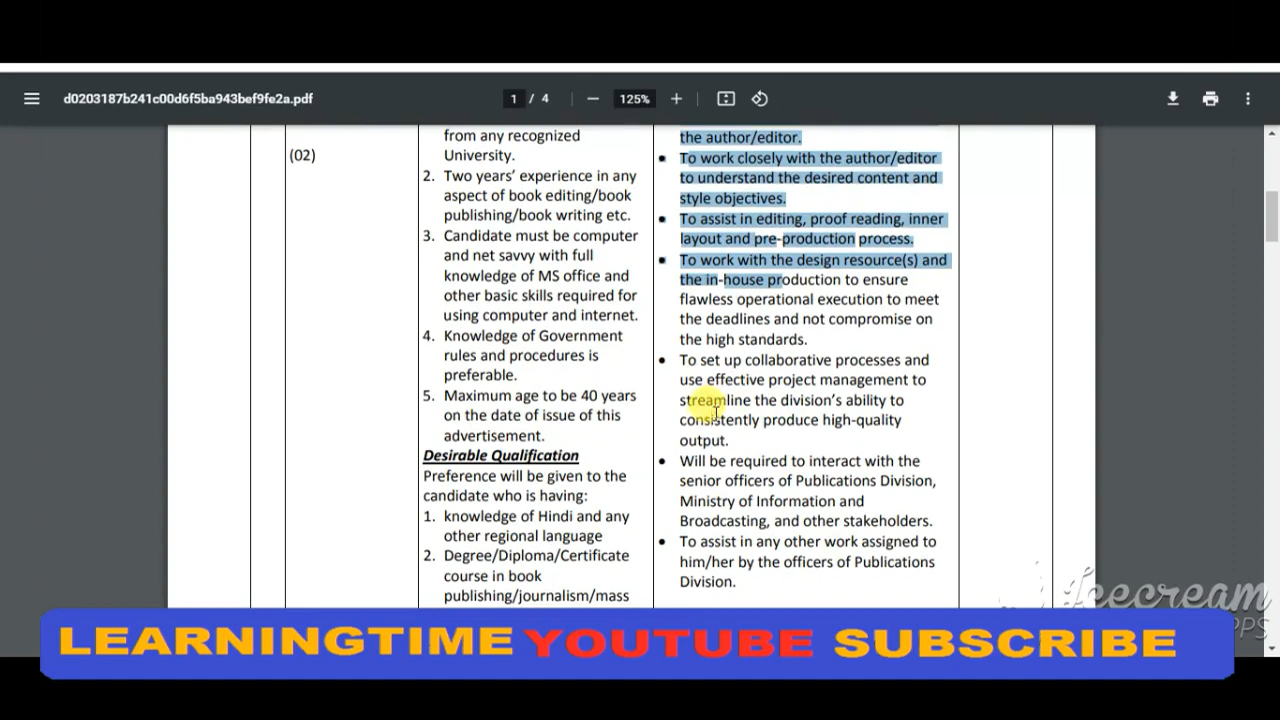 d0203187b241c00d6f5ba943bef9fe2a.pdf
1 / 4
125%
(02)
from any recognized
University.
2. Two years’ experience in any
aspect of book editing/book
publishing/book writing etc.
3. Candidate must be computer
and net savvy with full
knowledge of MS office and
other basic skills required for
using computer and internet.
4. Knowledge of Government
rules and procedures is
preferable.
5. Maximum age to be 40 years
on the date of issue of this
advertisement.
Desirable Qualification
Preference will be given to the
candidate who is having:
1. knowledge of Hindi and any
other regional language
2. Degree/Diploma/Certificate
course in book
publishing/journalism/mass
the author/editor.
• To work closely with the author/editor
to understand the desired content and
style objectives.
• To assist in editing, proof reading, inner
layout and pre-production process.
• To work with the design resource(s) and
the in-house production to ensure
flawless operational execution to meet
the deadlines and not compromise on
the high standards.
• To set up collaborative processes and
use effective project management to
streamline the division’s ability to
consistently produce high-quality
output.
• Will be required to interact with the
senior officers of Publications Division,
Ministry of Information and
Broadcasting, and other stakeholders.
• To assist in any other work assigned to
him/her by the officers of Publications
Division.
Icecream
LEARNINGTIME YOUTUBE SUBSCRIBE